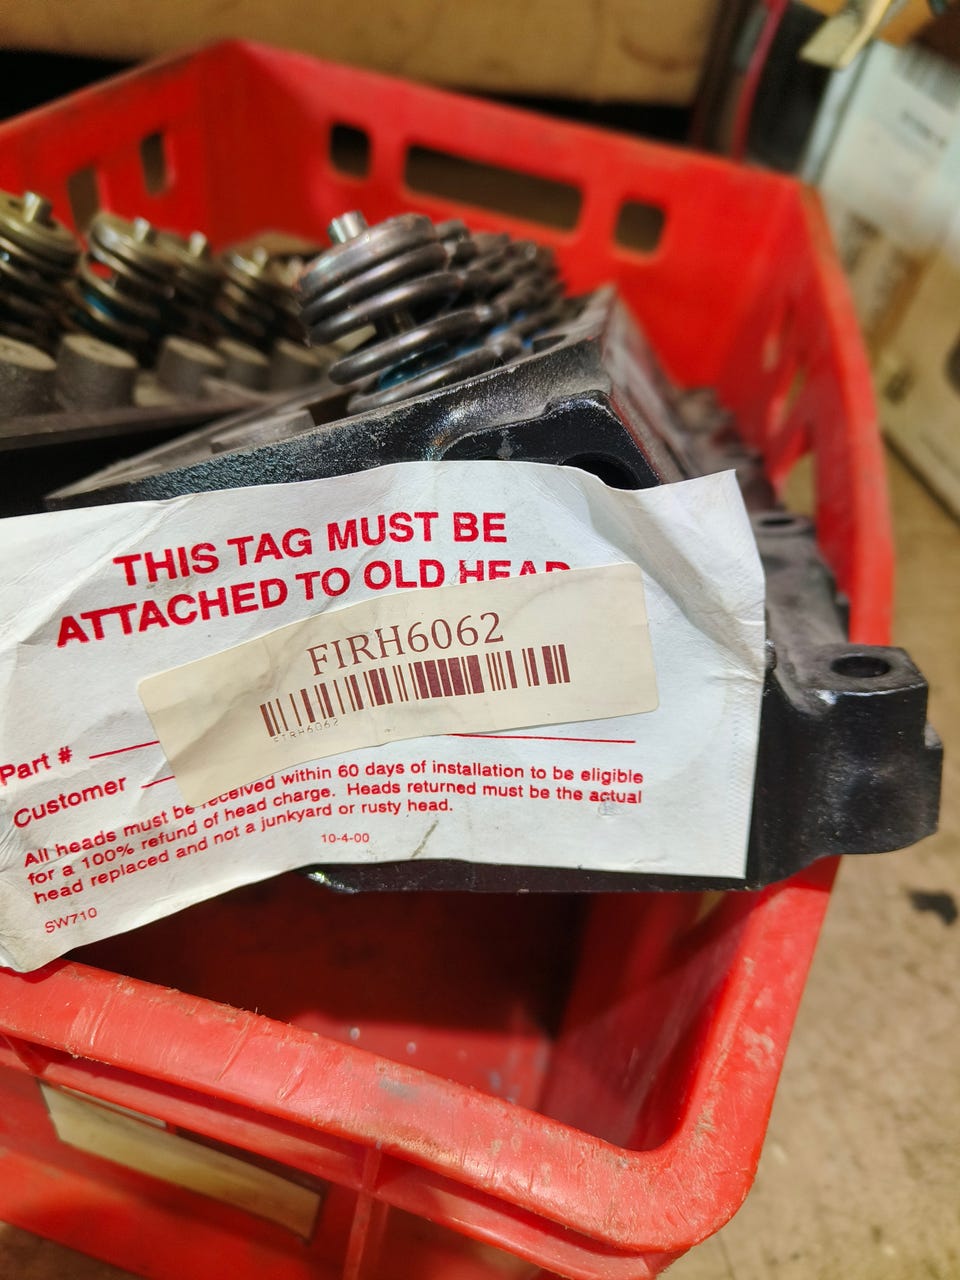 THIS TAG MUST BE
ATTACHED TO OLD HEAD
FIRH6062
FIRH6062
Part #
Customer
All heads must be received within 60 days of installation to be eligible
for a 100% refund of head charge. Heads returned must be the actual
head replaced and not a junkyard or rusty head.
10-4-00
SW710